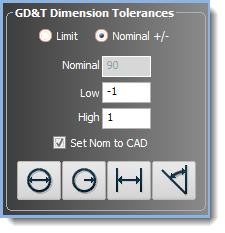 GD&T Dimension Tolerances
Limit Nominal +/-
Nominal 90
Low -1
High 1
Set Nom to CAD